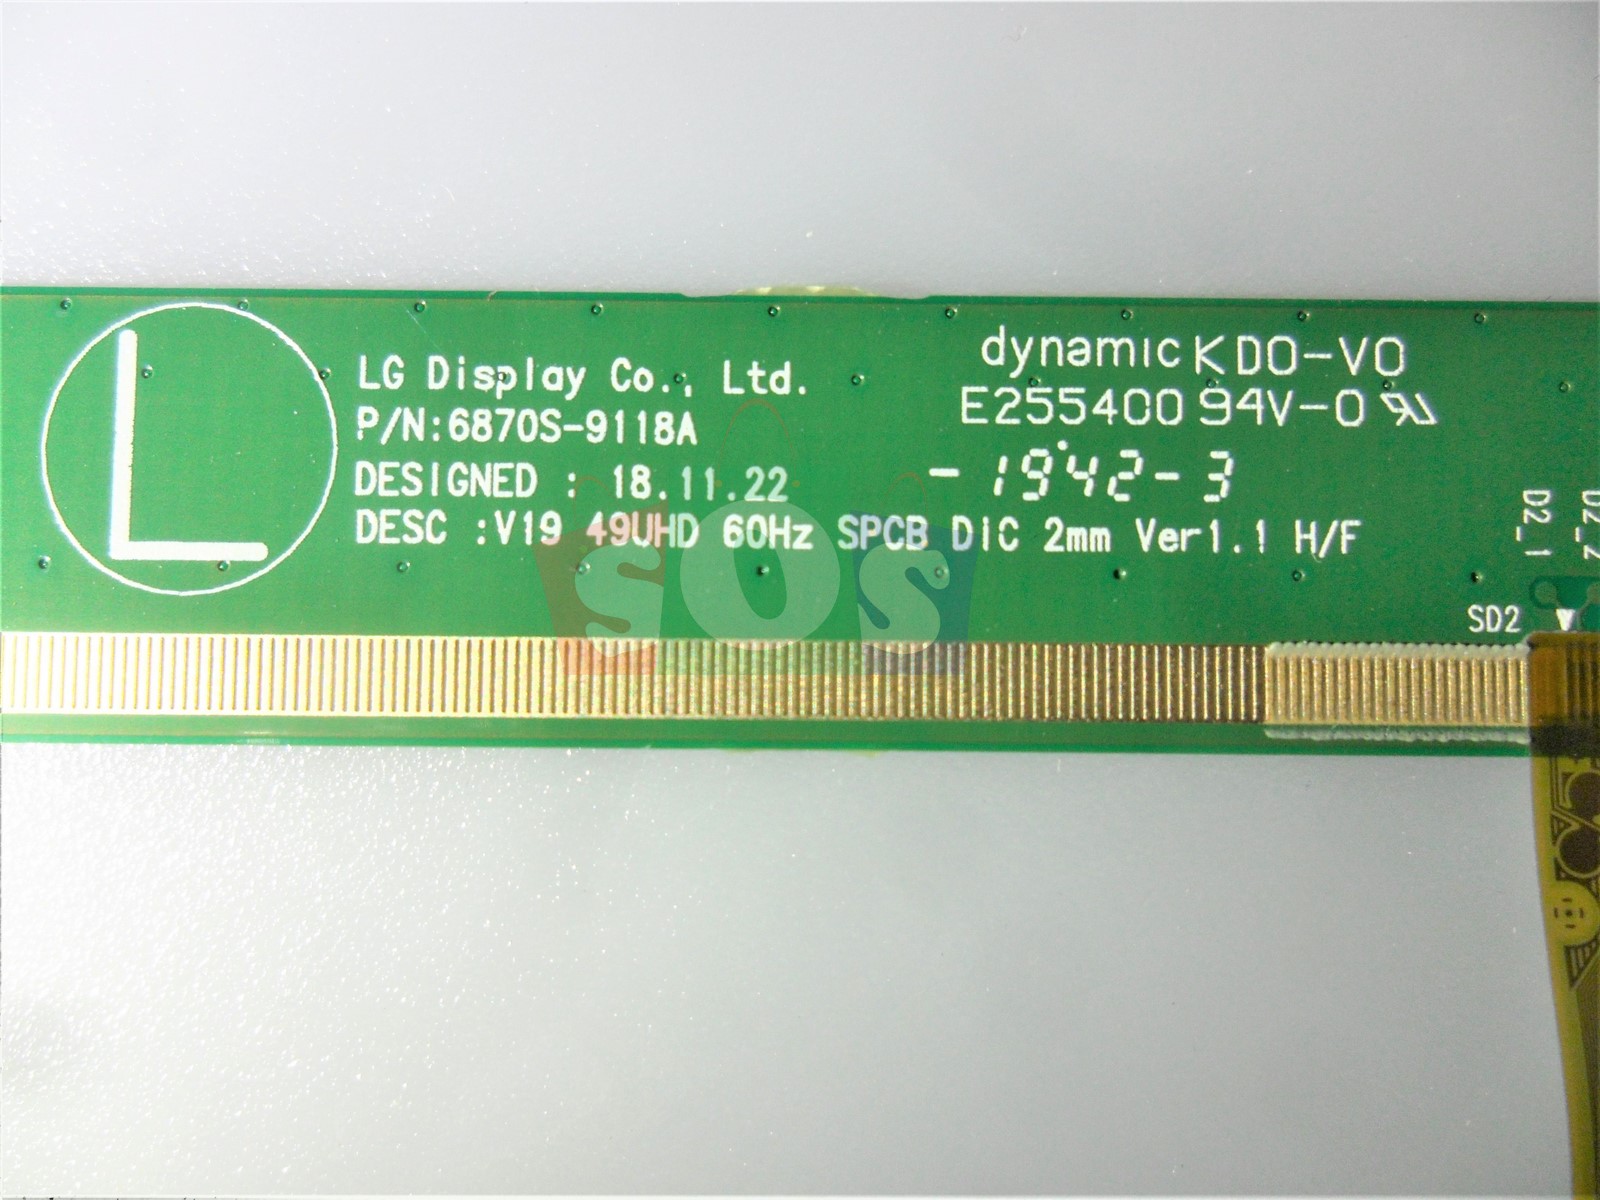 L
LG Display Co., Ltd.
P/N:6870S-9118A
DESIGNED : 18.11.22
DESC :V19 49UHD 60Hz SPCB DIC 2mm Ver1.1 H/F
dynamic KDO-V0
E255400 94V-0
-1942-3
D2_1
D2_2
SD2
SOS